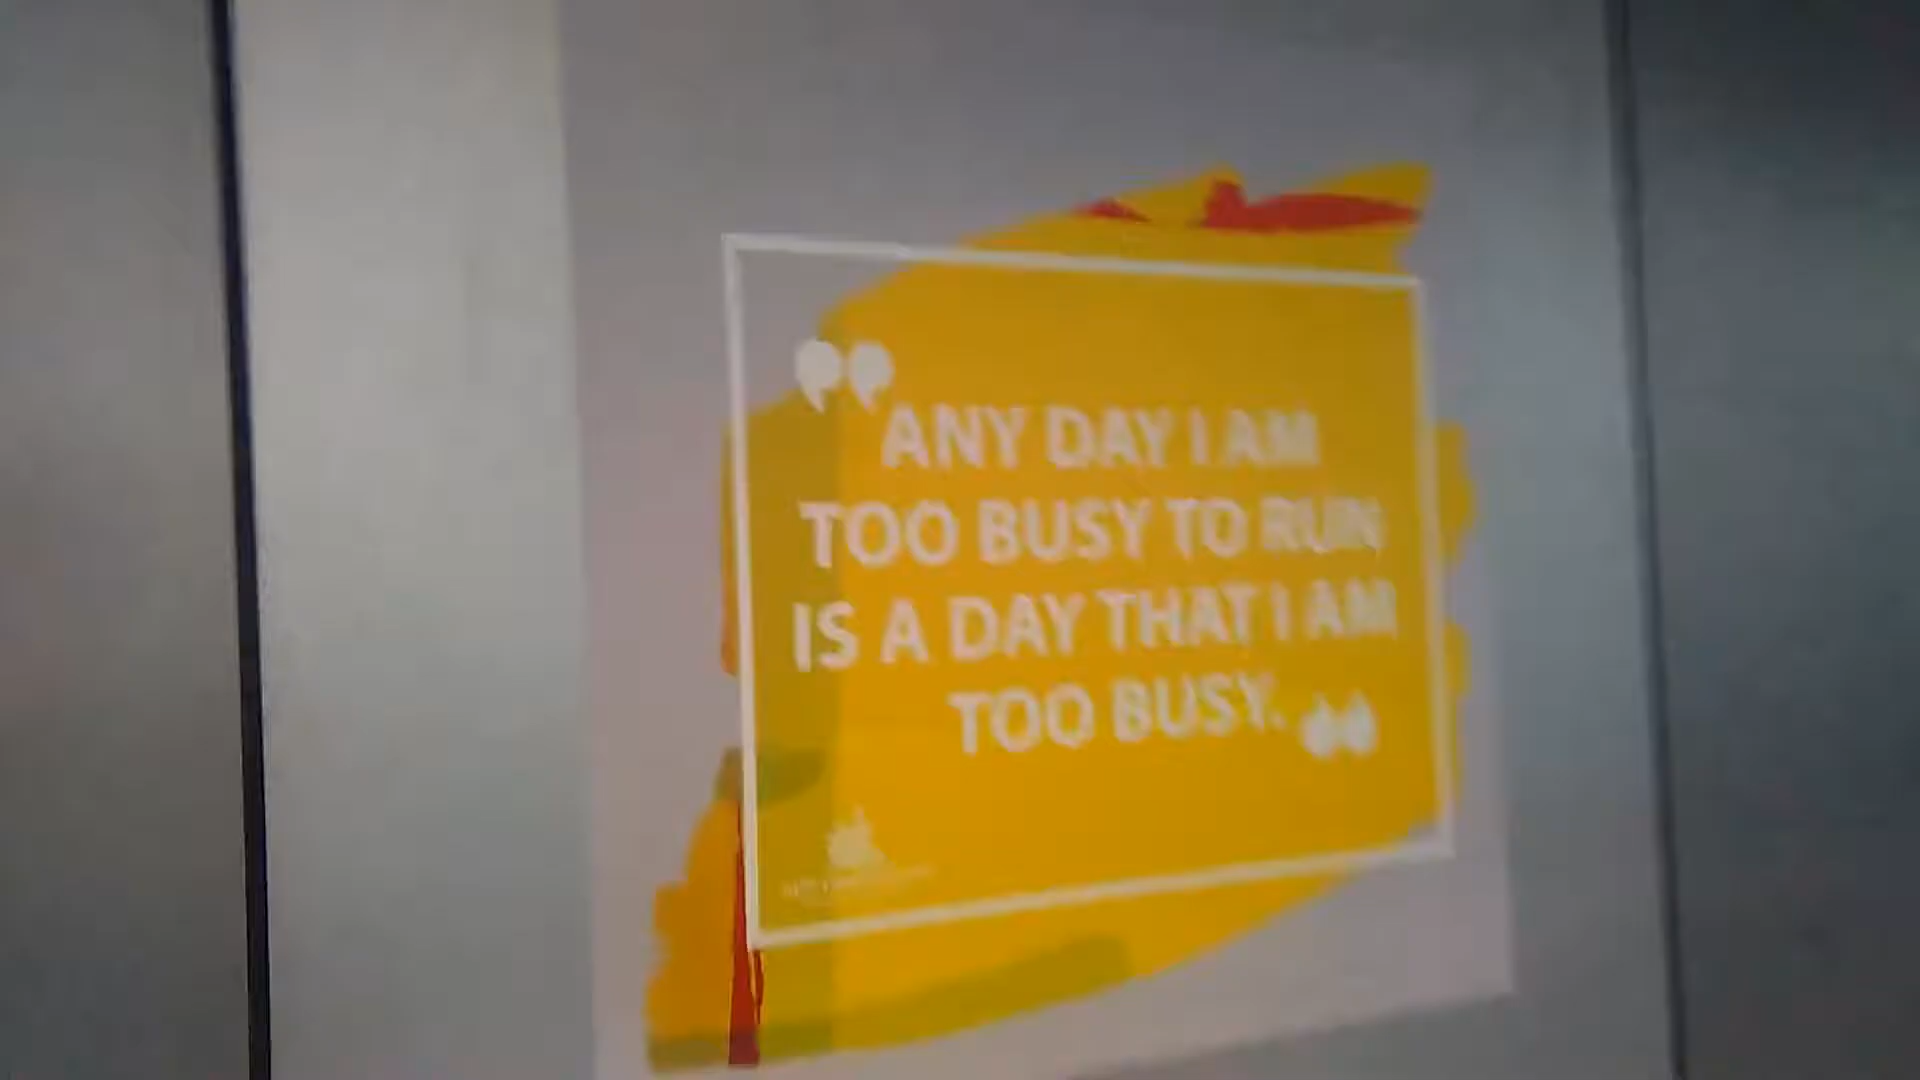 ANY DAY I AM
TOO BUSY TO RUN
IS A DAY THAT I AM
TOO BUSY.